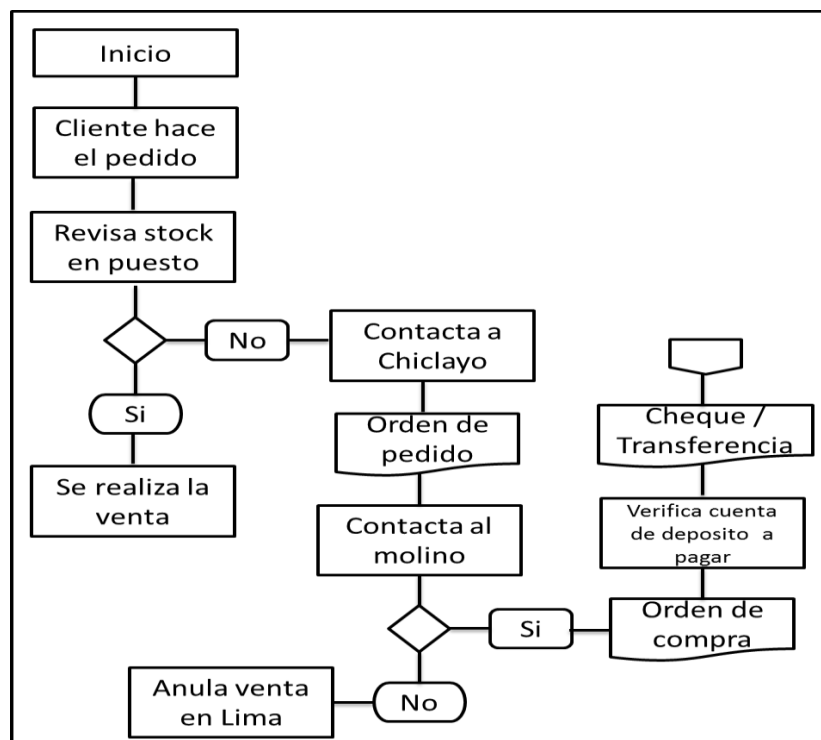 Inicio
Cliente hace
el pedido
Revisa stock
en puesto
No
Si
Se realiza la
venta
Contacta a
Chiclayo
Orden de
pedido
Contacta al
molino
Si
No
Anula venta
en Lima
Orden de
compra
Verifica cuenta
de deposito a
pagar
Cheque /
Transferencia